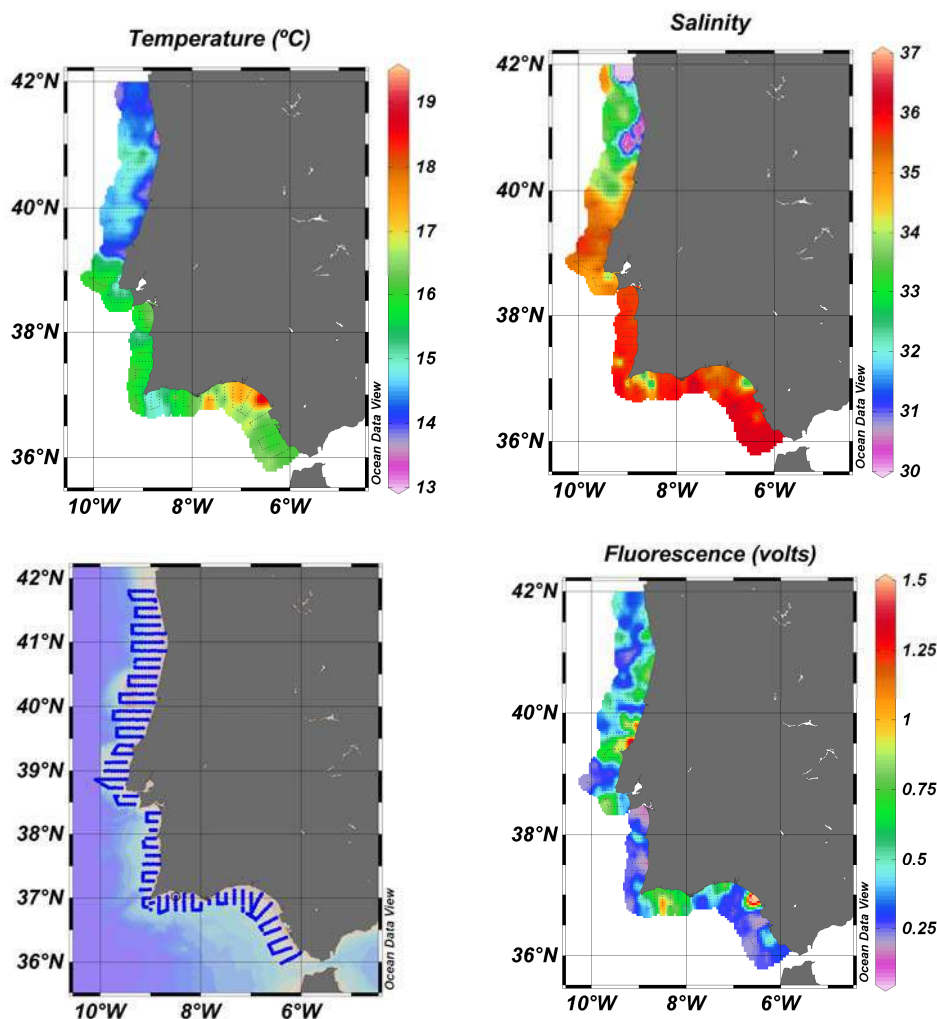 Temperature (ºC)
42°N
40°N
38°N
36°N
10°W
8°W
6°W
19
18
17
16
15
14
13
Ocean Data View
Salinity
42°N
40°N
38°N
36°N
10°W
8°W
6°W
37
36
35
34
33
32
31
30
Ocean Data View
42°N
41°N
40°N
39°N
38°N
37°N
36°N
10°W
8°W
6°W
Ocean Data View
Fluorescence (volts)
42°N
40°N
38°N
36°N
10°W
8°W
6°W
1.5
1.25
1
0.75
0.5
0.25
Ocean Data View